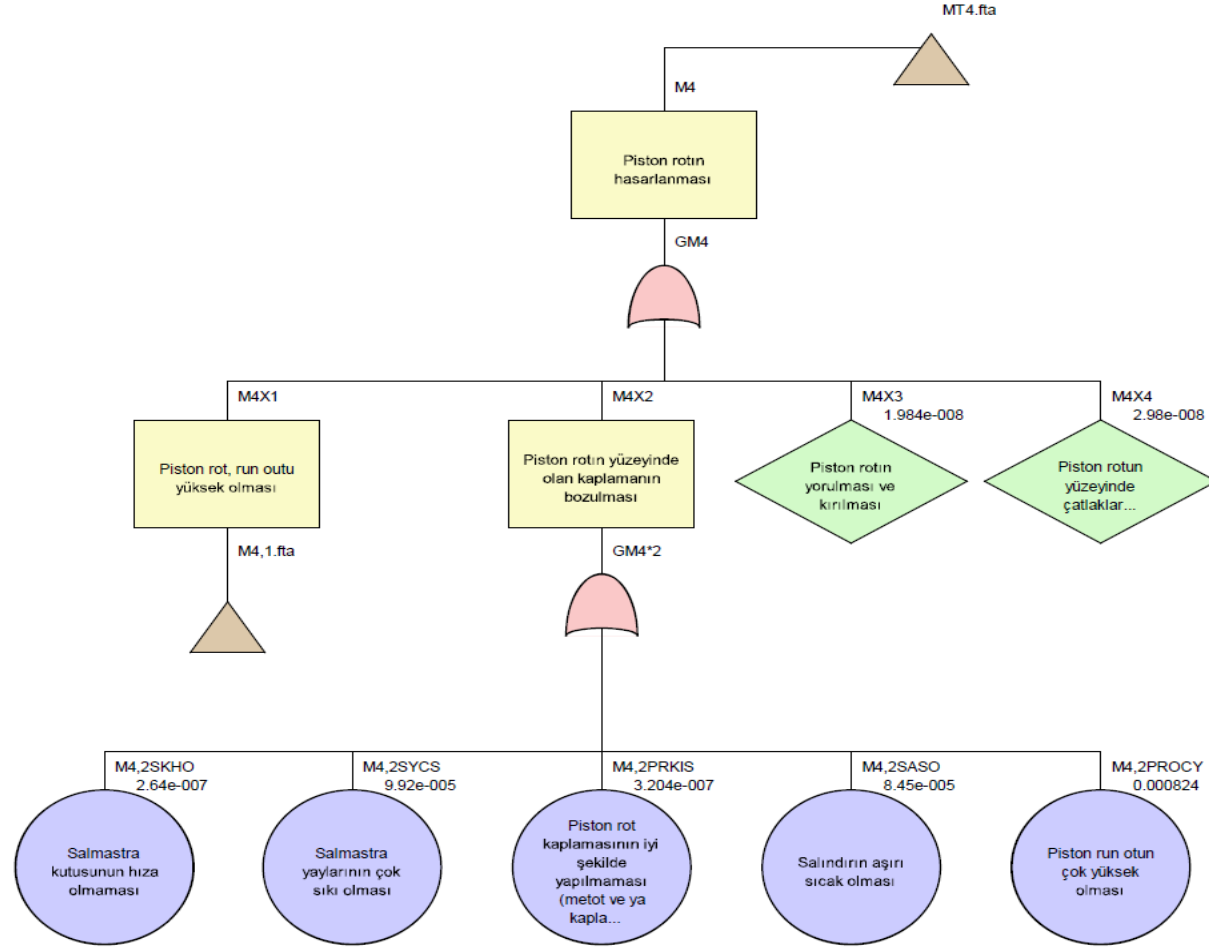 MT4.fta
M4
Piston rotın
hasarlanması
GM4
M4X1
M4X2
M4X3
1.984e-008
M4X4
2.98e-008
Piston rot, run outu
yüksek olması
Piston rotın yüzeyinde
olan kaplamanın
bozulması
Piston rotın
yorulması ve
kırılması
Piston rotun
yüzeyinde
çatlaklar...
M4,1.fta
GM4*2
M4,2SKHO
2.64e-007
M4,2SYCS
9.92e-005
M4,2PRKIS
3.204e-007
M4,2SASO
8.45e-005
M4,2PROCY
0.000824
Salmastra
kutusunun hıza
olmaması
Salmastra
yaylarının çok
sıkı olması
Piston rot
kaplamasının iyi
şekilde
yapılmaması
(metot ve ya
kapla...
Salındırın aşırı
sıcak olması
Piston run otun
çok yüksek
olması